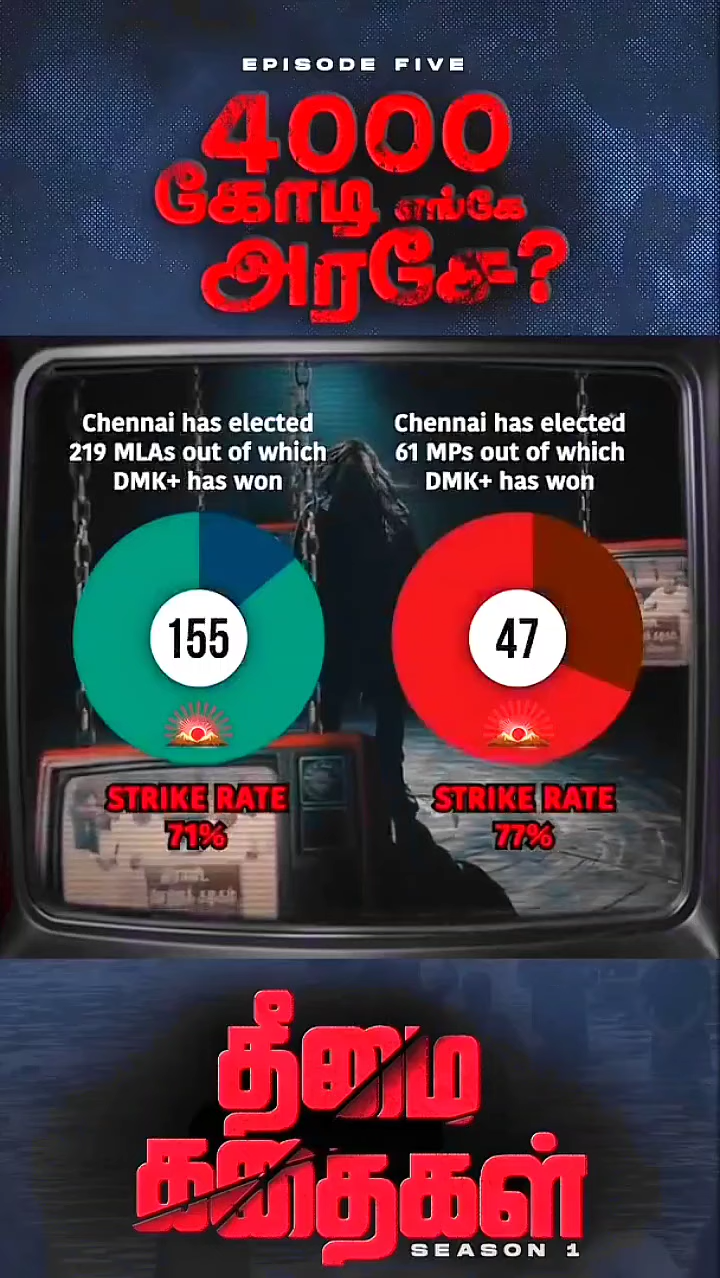 EPISODE FIVE
4000
கோடி எங்கே
அரசே?
Chennai has elected
219 MLAs out of which
DMK+ has won
155
STRIKE RATE
71%
Chennai has elected
61 MPs out of which
DMK+ has won
47
STRIKE RATE
77%
தீமை
கதைகள்
SEASON 1